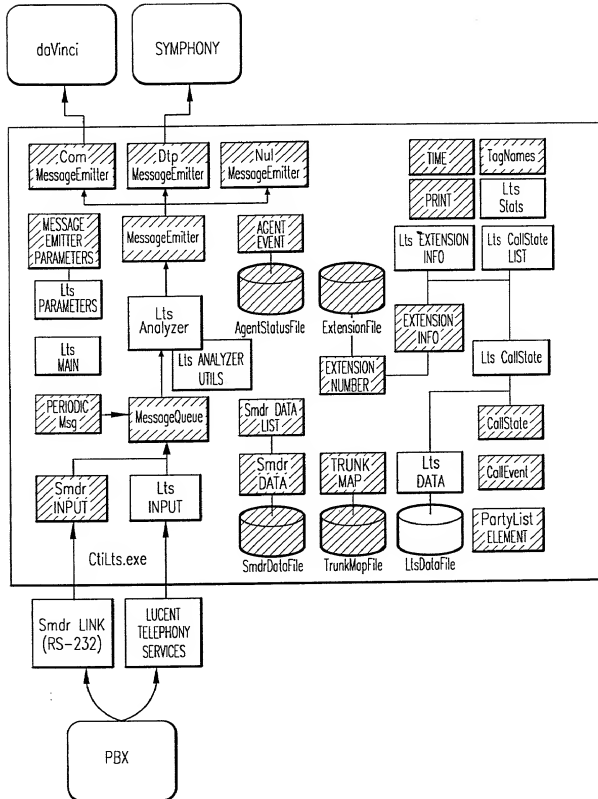 daVinci
SYMPHONY
Com
MessageEmitter
Dtp
MessageEmitter
Nul
MessageEmitter
TIME
TagNames
PRINT
Lts
Stats
MESSAGE
EMITTER
PARAMETERS
MessageEmitter
AGENT
EVENT
Lts EXTENSION
INFO
Lts CallState
LIST
Lts
PARAMETERS
Lts
Analyzer
AgentStatusFile
ExtensionFile
EXTENSION
INFO
Lts
MAIN
Lts ANALYZER
UTILS
EXTENSION
NUMBER
Lts CallState
PERIODIC
Msg
MessageQueue
Smdr DATA
LIST
CallState
Smdr
INPUT
Lts
INPUT
Smdr
DATA
TRUNK
MAP
Lts
DATA
CallEvent
PartyList
ELEMENT
CtiLts.exe
SmdrDataFile
TrunkMapFile
LtsDataFile
Smdr LINK
(RS-232)
LUCENT
TELEPHONY
SERVICES
PBX